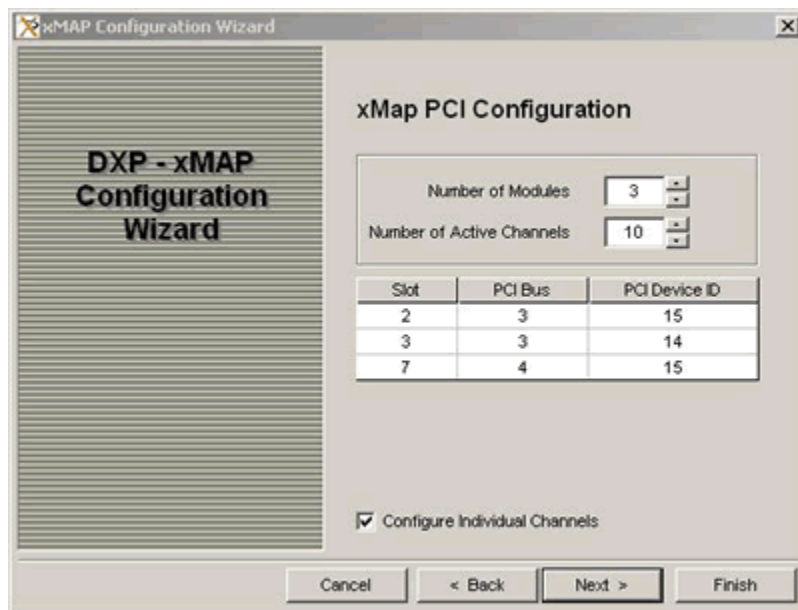 xMAP Configuration Wizard
DXP - xMAP
Configuration
Wizard
xMap PCI Configuration
Number of Modules 3
Number of Active Channels 10
Slot PCI Bus PCI Device ID
2 3 15
3 3 14
7 4 15
Configure Individual Channels
Cancel < Back Next > Finish